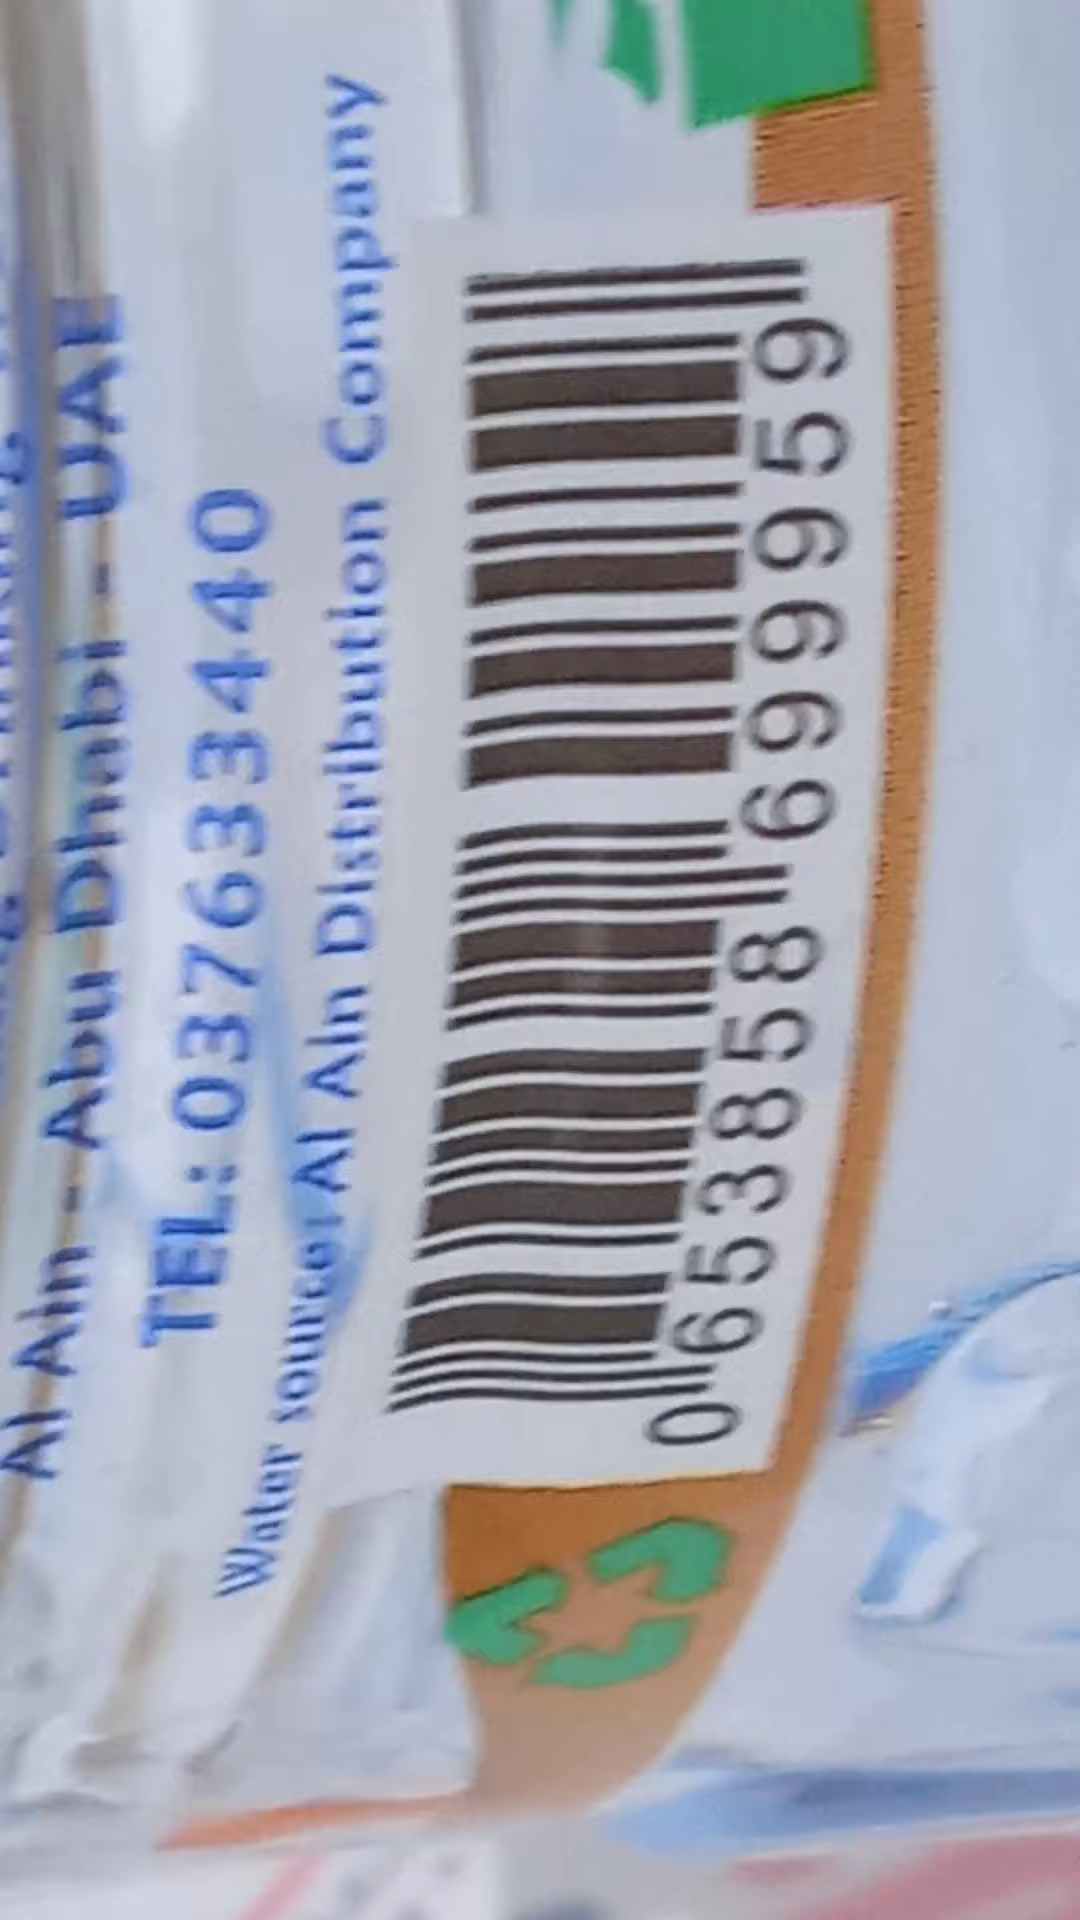 Al Ain - Abu Dhabi - UAE
TEL: 037633440
Water source: Al Ain Distribution Company
0 653858 699959